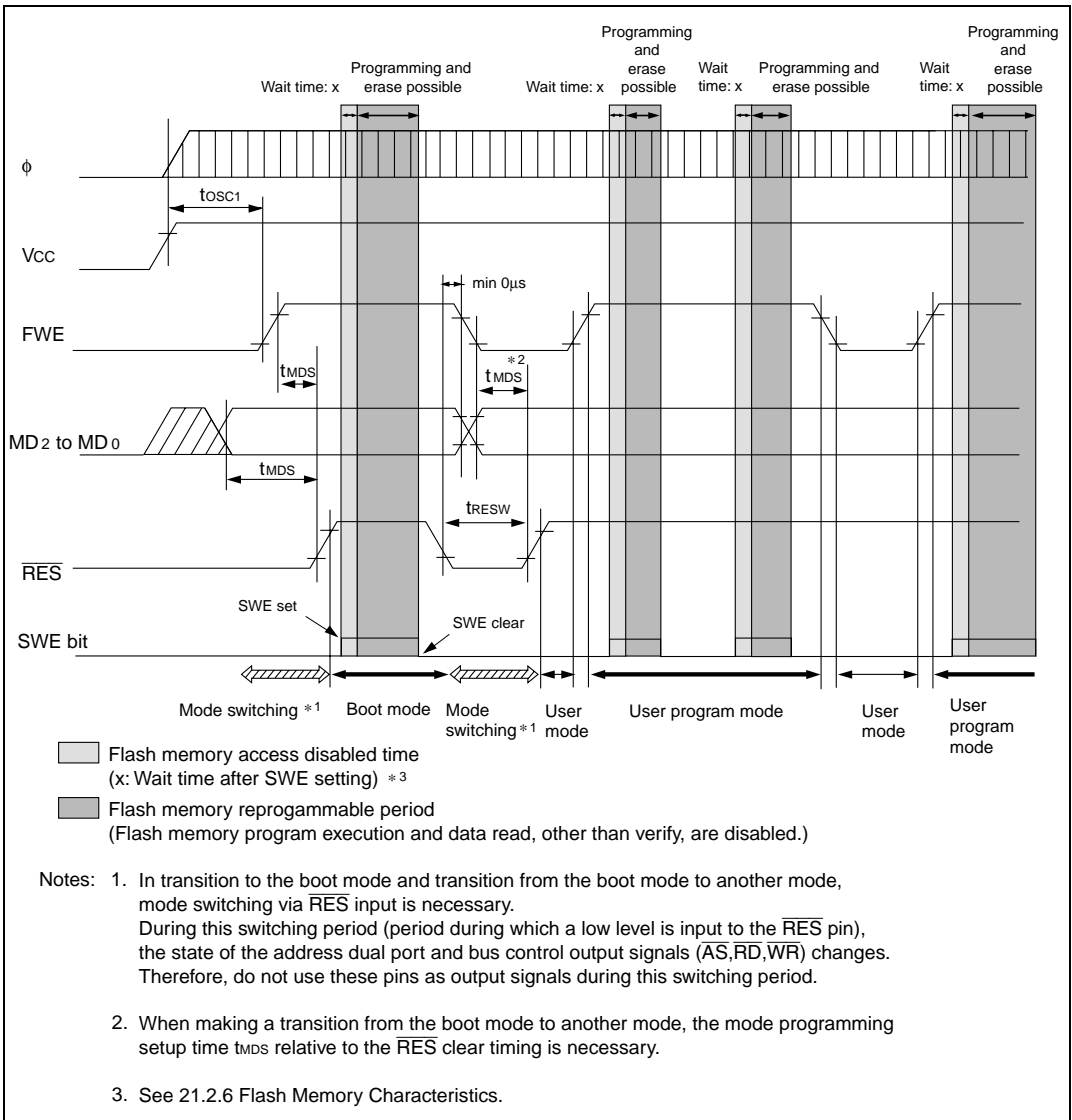 Programming
and
erase
possible
Programming
and
erase
possible
Wait time: x
Programming and
erase possible
Wait time: x
Wait
time: x
Programming and
erase possible
Wait
time: x
ϕ
tOSC1
VCC
min 0µs
FWE
tMDS
*2
tMDS
MD2 to MD0
tMDS
tRESW
RES
SWE set
SWE clear
SWE bit
Mode switching *1
Boot mode
Mode
switching *1
User
mode
User program mode
User
mode
User
program
mode
Flash memory access disabled time
(x: Wait time after SWE setting) *3
Flash memory reprogammable period
(Flash memory program execution and data read, other than verify, are disabled.)
Notes: 1. In transition to the boot mode and transition from the boot mode to another mode,
mode switching via RES input is necessary.
During this switching period (period during which a low level is input to the RES pin),
the state of the address dual port and bus control output signals (AS,RD,WR) changes.
Therefore, do not use these pins as output signals during this switching period.
2. When making a transition from the boot mode to another mode, the mode programming
setup time tMDS relative to the RES clear timing is necessary.
3. See 21.2.6 Flash Memory Characteristics.